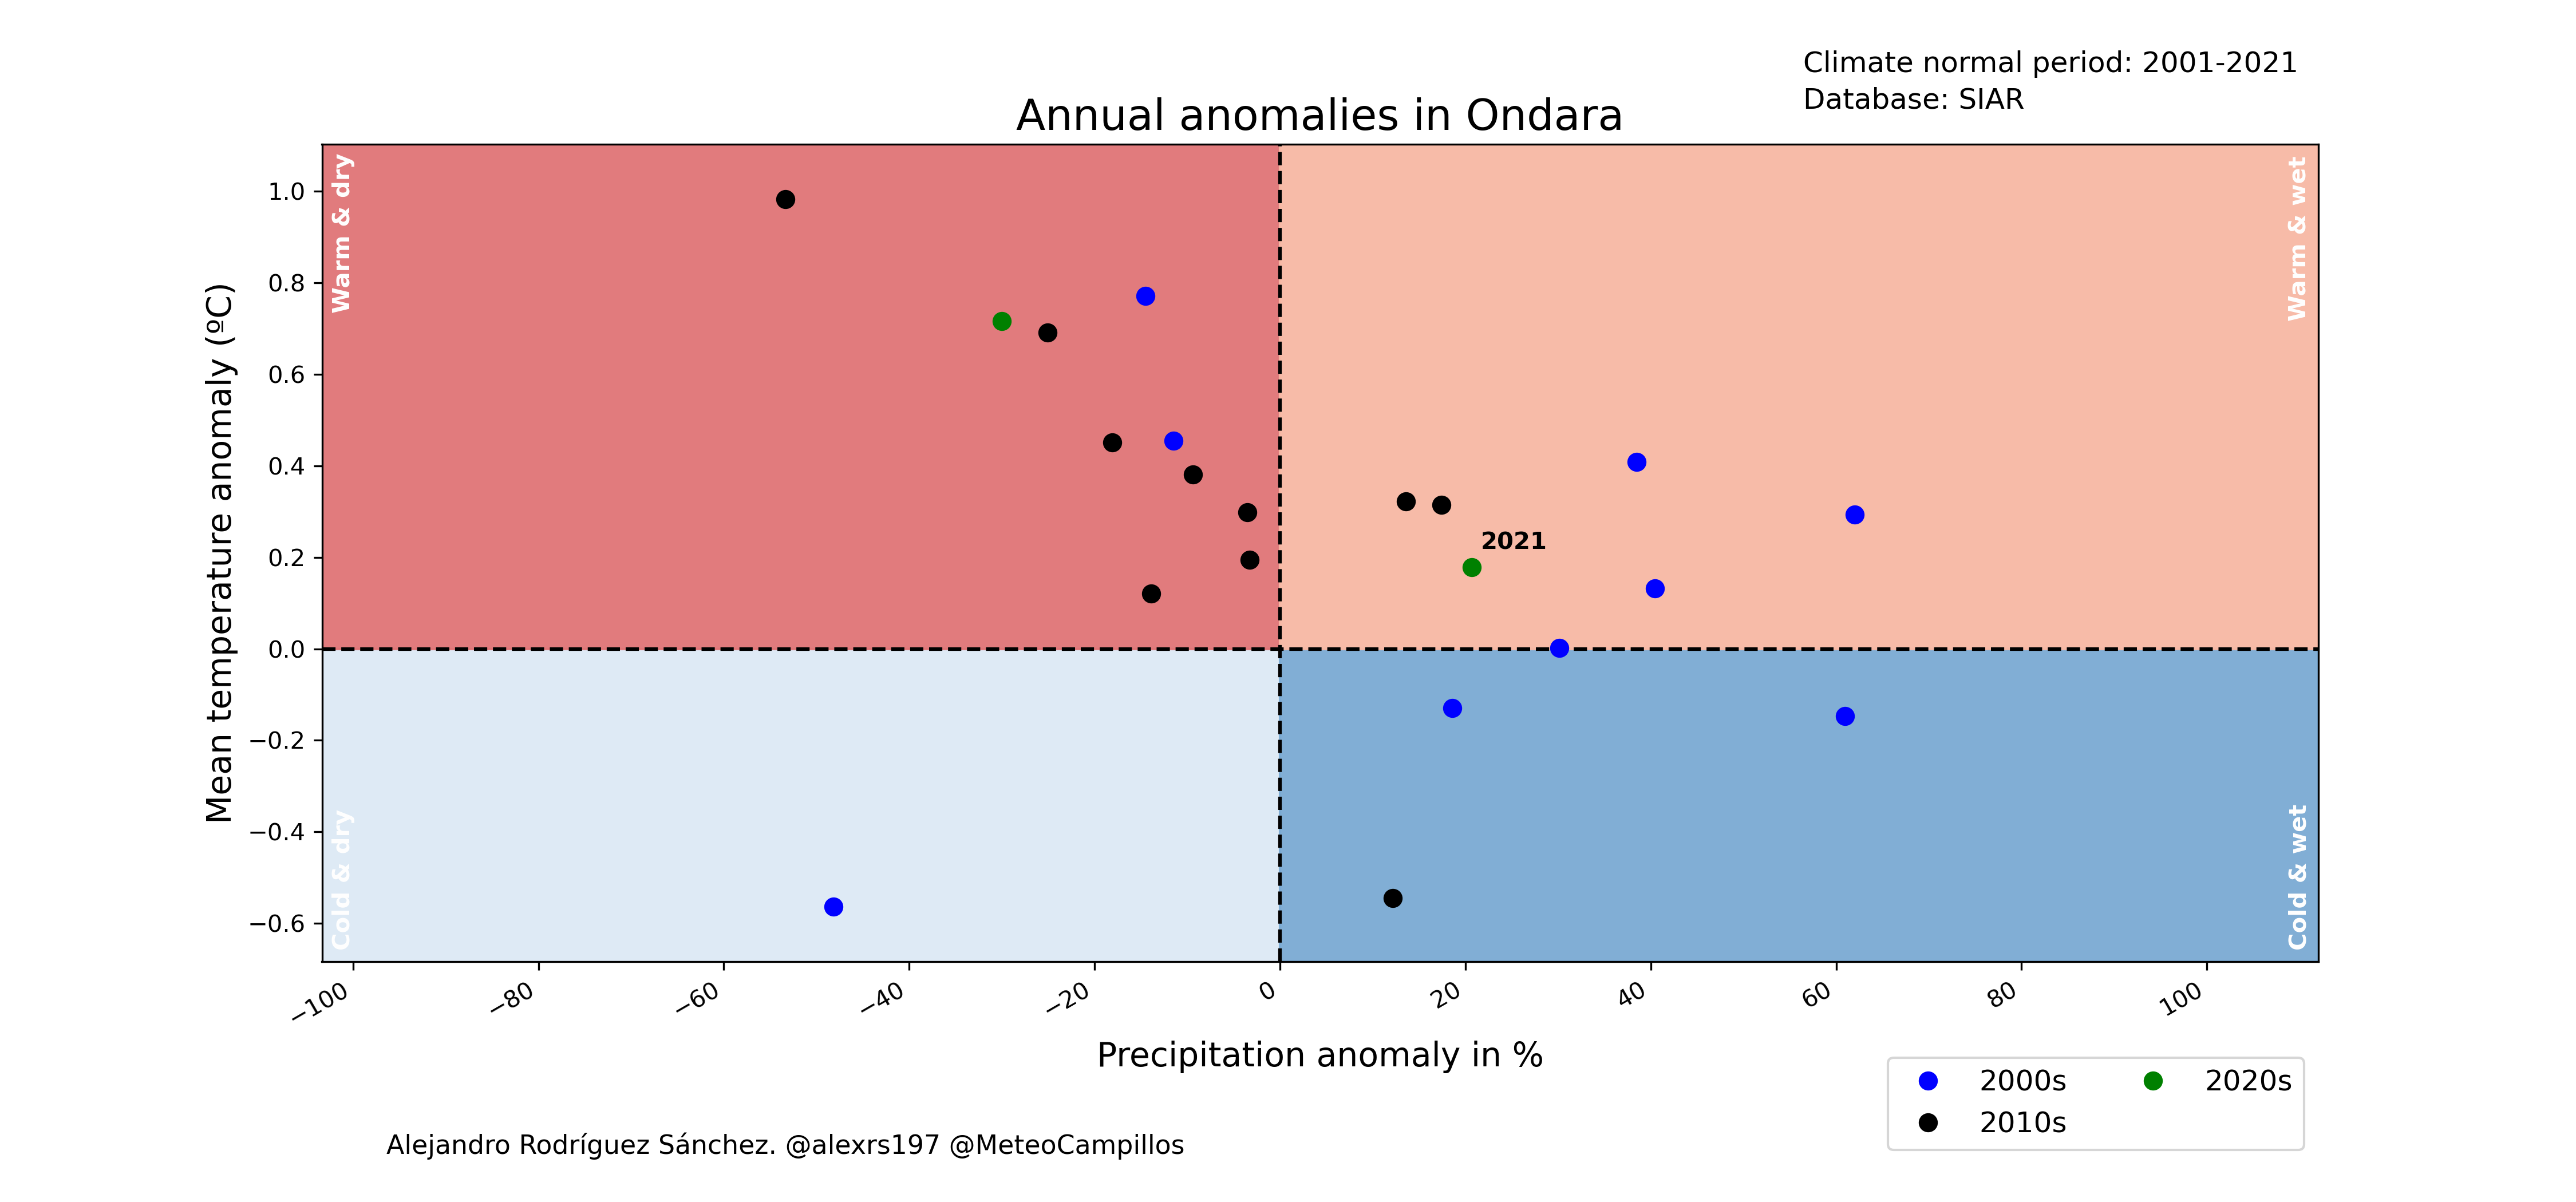 Climate normal period: 2001-2021
Database: SIAR
Annual anomalies in Ondara
Warm & dry
Warm & wet
Mean temperature anomaly (ºC)
1.0
0.8
0.6
0.4
0.2
0.0
−0.2
−0.4
−0.6
2021
Cold & dry
Cold & wet
−100
−80
−60
−40
−20
0
20
40
60
80
100
Precipitation anomaly in %
2000s
2020s
2010s
Alejandro Rodríguez Sánchez. @alexrs197 @MeteoCampillos